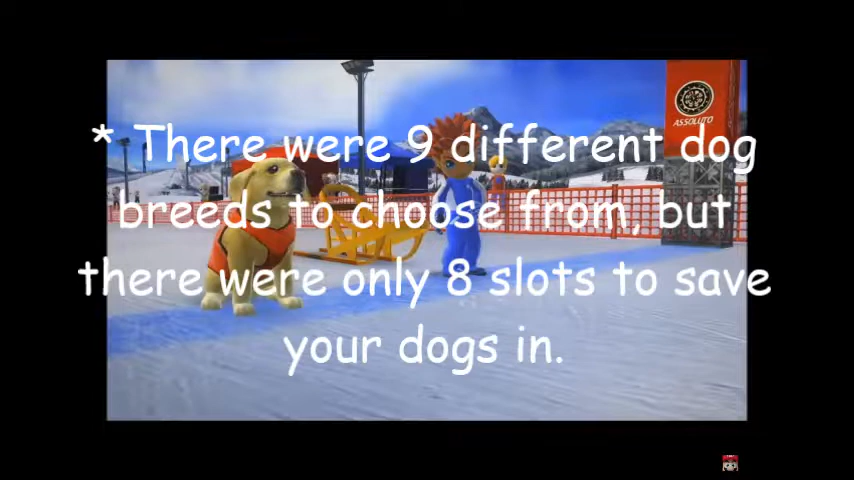 ASSOLUTO
* There were 9 different dog
breeds to choose from, but
there were only 8 slots to save
your dogs in.